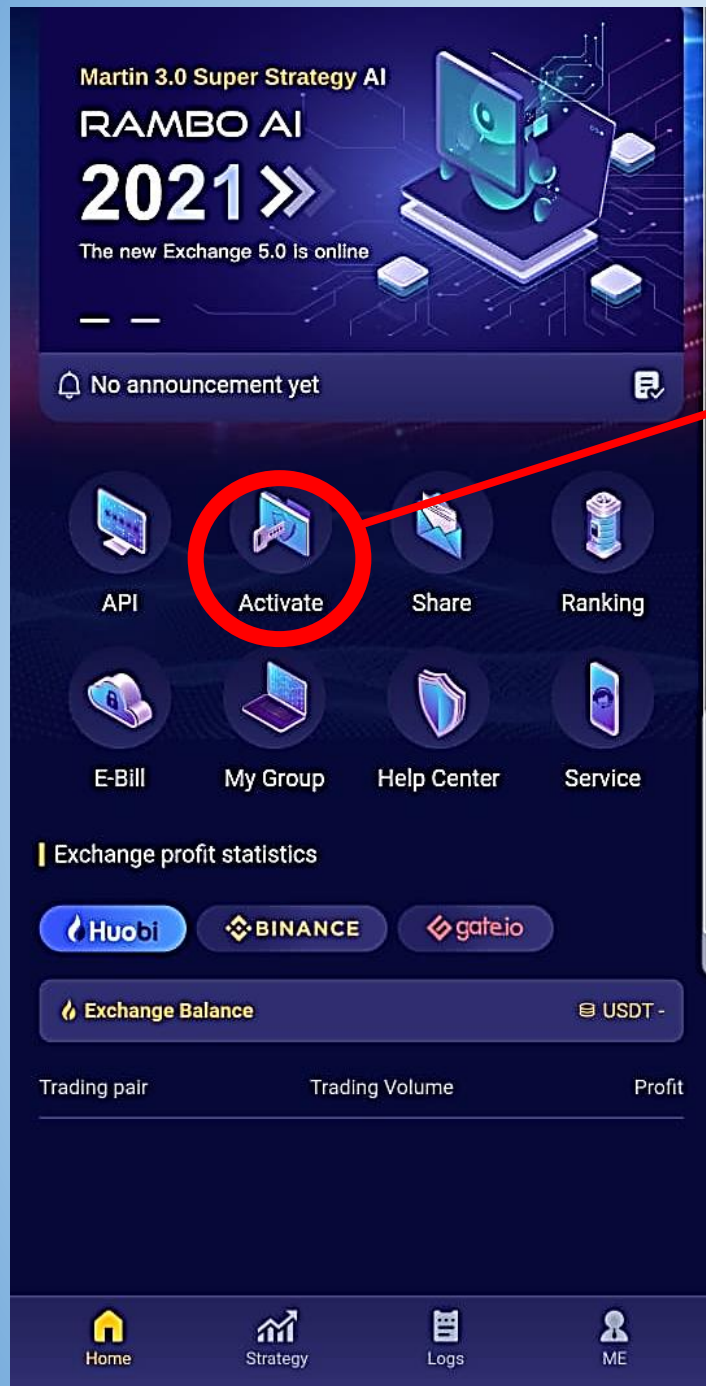 Martin 3.0 Super Strategy AI
RAMBO AI
2021
The new Exchange 5.0 is online
No announcement yet
API Activate Share Ranking
E-Bill My Group Help Center Service
Exchange profit statistics
Huobi BINANCE gate.io
Exchange Balance USDT -
Trading pair Trading Volume Profit
Home Strategy Logs ME